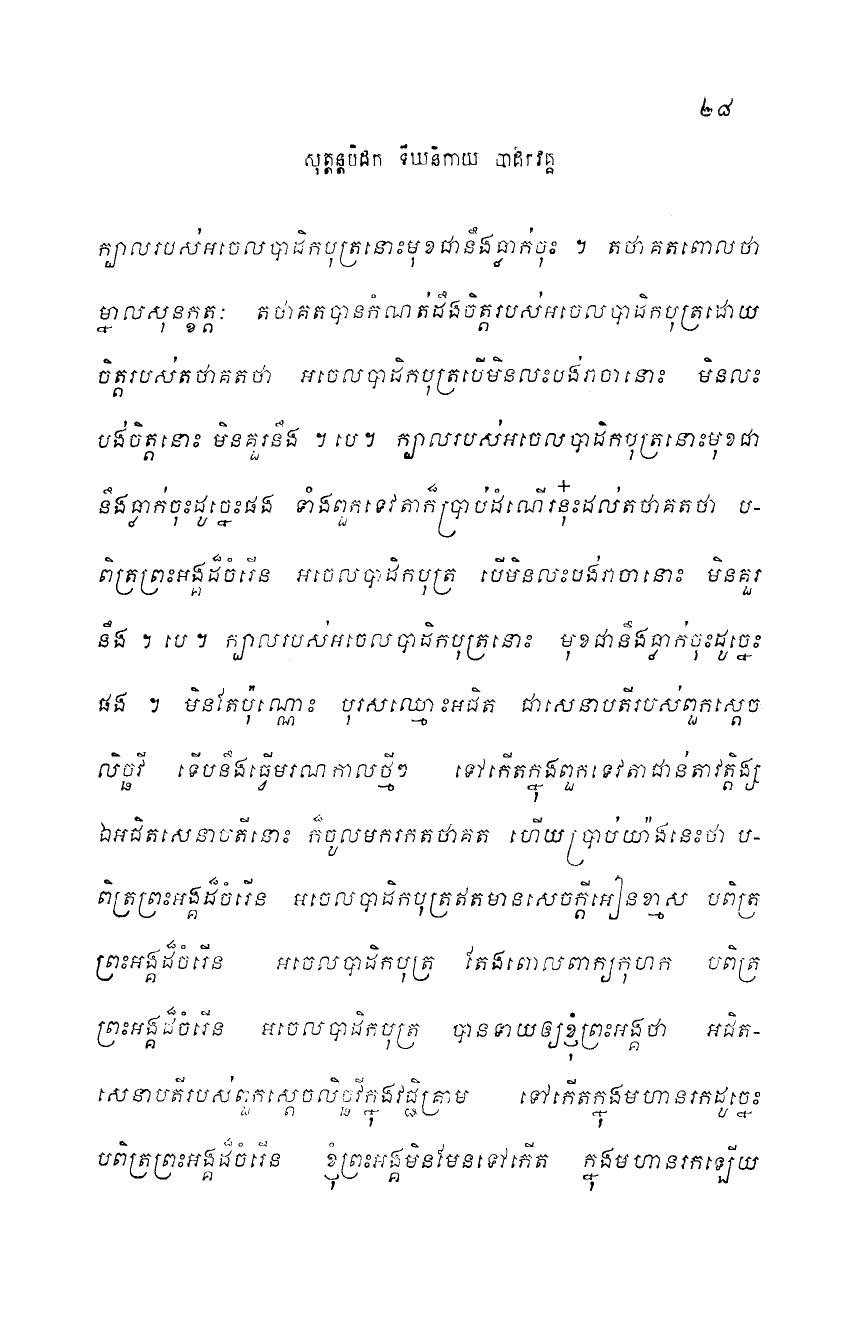 ២៨
សុត្តន្តបិដក ទីឃនិកាយ បាដិរវគ្គ
ក្បាលរបស់អចេលបាដិកបុត្រនោះមុខជានឹងធ្លាក់ចុះ ។ តថាគតពោលថា
ម្នាលសុនក្ខត្តៈ តថាគតបានកំណត់ដឹងចិត្តរបស់អចេលបាដិកបុត្រដោយ
ចិត្តរបស់តថាគតថា អចេលបាដិកបុត្របើមិនលះបង់វាចានោះ មិនលះ
បង់ចិត្តនោះ មិនគួរនឹង ។ បេ ។ ក្បាលរបស់អចេលបាដិកបុត្រនោះមុខជា
នឹងធ្លាក់ចុះដូច្នេះផង ទាំងពួកទេវតាក៏ប្រាប់ដំណើរនុ៎ះដល់តថាគតថា ប-
ពិត្រព្រះអង្គដ៏ចំរើន អចេលបាដិកបុត្រ បើមិនលះបង់វាចានោះ មិនគួរ
នឹង ។ បេ ។ ក្បាលរបស់អចេលបាដិកបុត្រនោះ មុខជានឹងធ្លាក់ចុះដូច្នេះ
ផង ។ មិនតែប៉ុណ្ណោះ បុរសឈ្មោះអជិត ជាសេនាបតីរបស់ពួកស្តេច
លិច្ឆវី ទើបនឹងធ្វើមរណកាលថ្មីៗ ទៅកើតក្នុងពួកទេវតាជាន់តាវត្តិង្ស
ឯអជិតសេនាបតីនោះ ក៏ចូលមករកតថាគត ហើយប្រាប់យ៉ាងនេះថា ប-
ពិត្រព្រះអង្គដ៏ចំរើន អចេលបាដិកបុត្រឥតមានសេចក្តីអៀនខ្មាស បពិត្រ
ព្រះអង្គដ៏ចំរើន អចេលបាដិកបុត្រ តែងពោលពាក្យកុហក បពិត្រ
ព្រះអង្គដ៏ចំរើន អចេលបាដិកបុត្រ បានទាយឲ្យខ្ញុំព្រះអង្គថា អជិត-
សេនាបតីរបស់ពួកស្តេចលិច្ឆវីក្នុងវជ្ជិគ្រាម ទៅកើតក្នុងមហានរកដូច្នេះ
បពិត្រព្រះអង្គដ៏ចំរើន ខ្ញុំព្រះអង្គមិនមែនទៅកើត ក្នុងមហានរកឡើយ